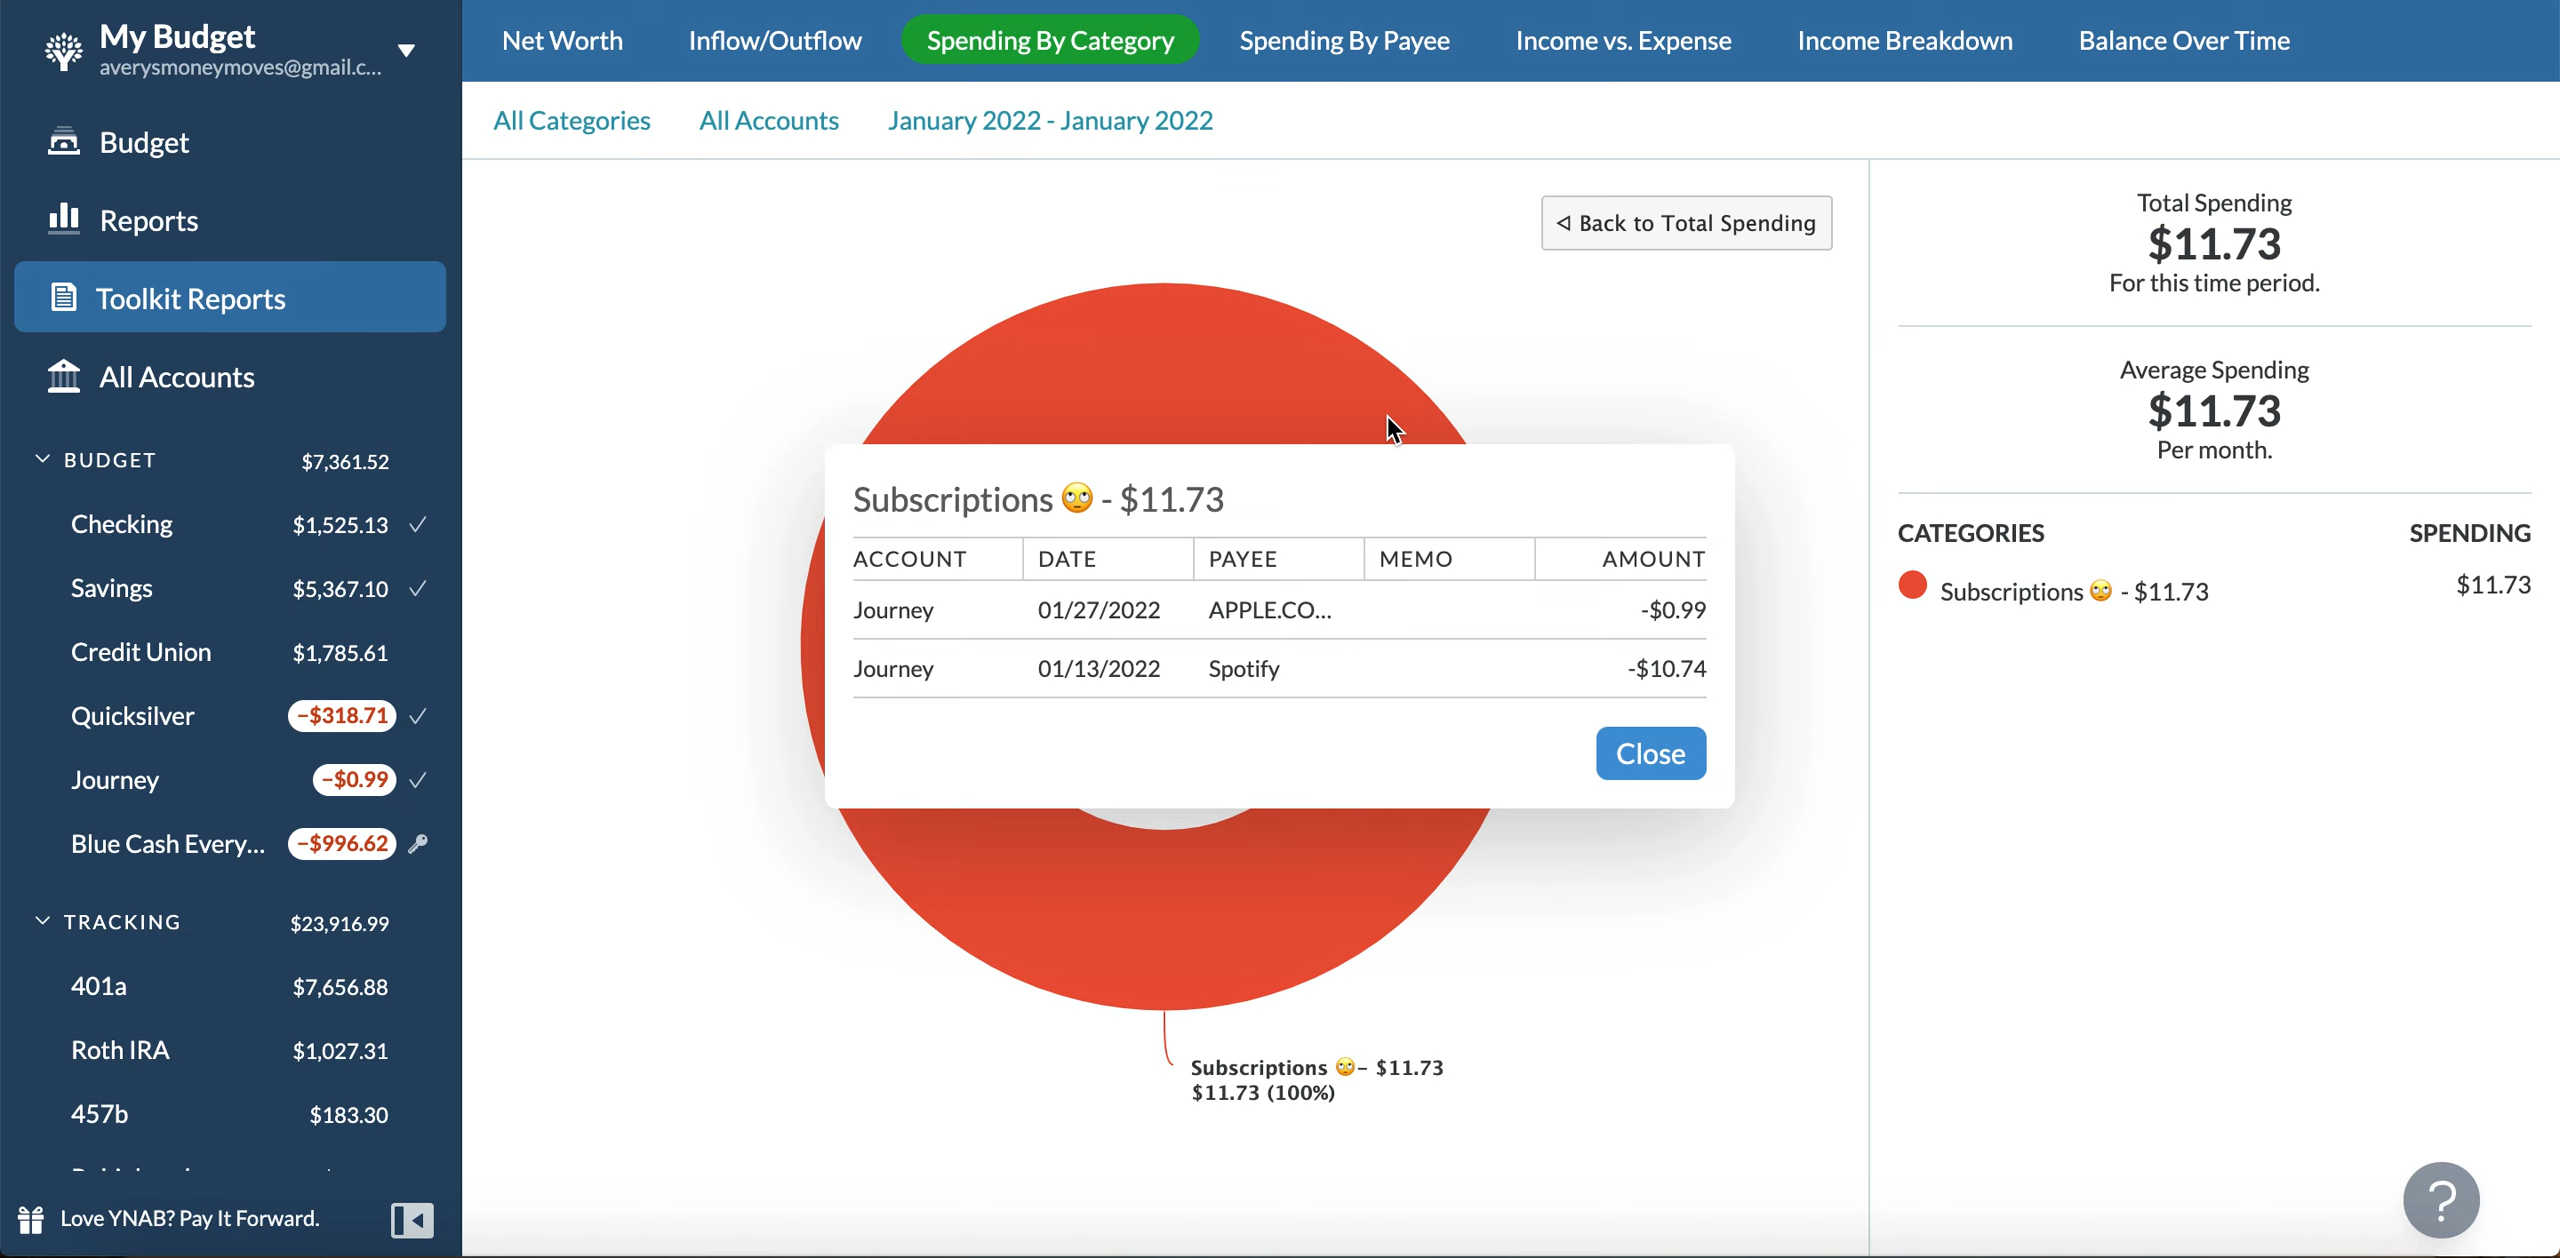 My Budget
averysmoneymoves@gmail.c...
Budget
Reports
Toolkit Reports
All Accounts
BUDGET $7,361.52
Checking $1,525.13
Savings $5,367.10
Credit Union $1,785.61
Quicksilver -$318.71
Journey -$0.99
Blue Cash Every... -$996.62
TRACKING $23,916.99
401a $7,656.88
Roth IRA $1,027.31
457b $183.30
Love YNAB? Pay It Forward.
Net Worth Inflow/Outflow Spending By Category Spending By Payee Income vs. Expense Income Breakdown Balance Over Time
All Categories All Accounts January 2022 - January 2022
Back to Total Spending
Subscriptions 🙄 - $11.73
ACCOUNT DATE PAYEE MEMO AMOUNT
Journey 01/27/2022 APPLE.CO... -$0.99
Journey 01/13/2022 Spotify -$10.74
Close
Subscriptions 🙄- $11.73
$11.73 (100%)
Total Spending
$11.73
For this time period.
Average Spending
$11.73
Per month.
CATEGORIES SPENDING
Subscriptions 🙄 - $11.73 $11.73
?